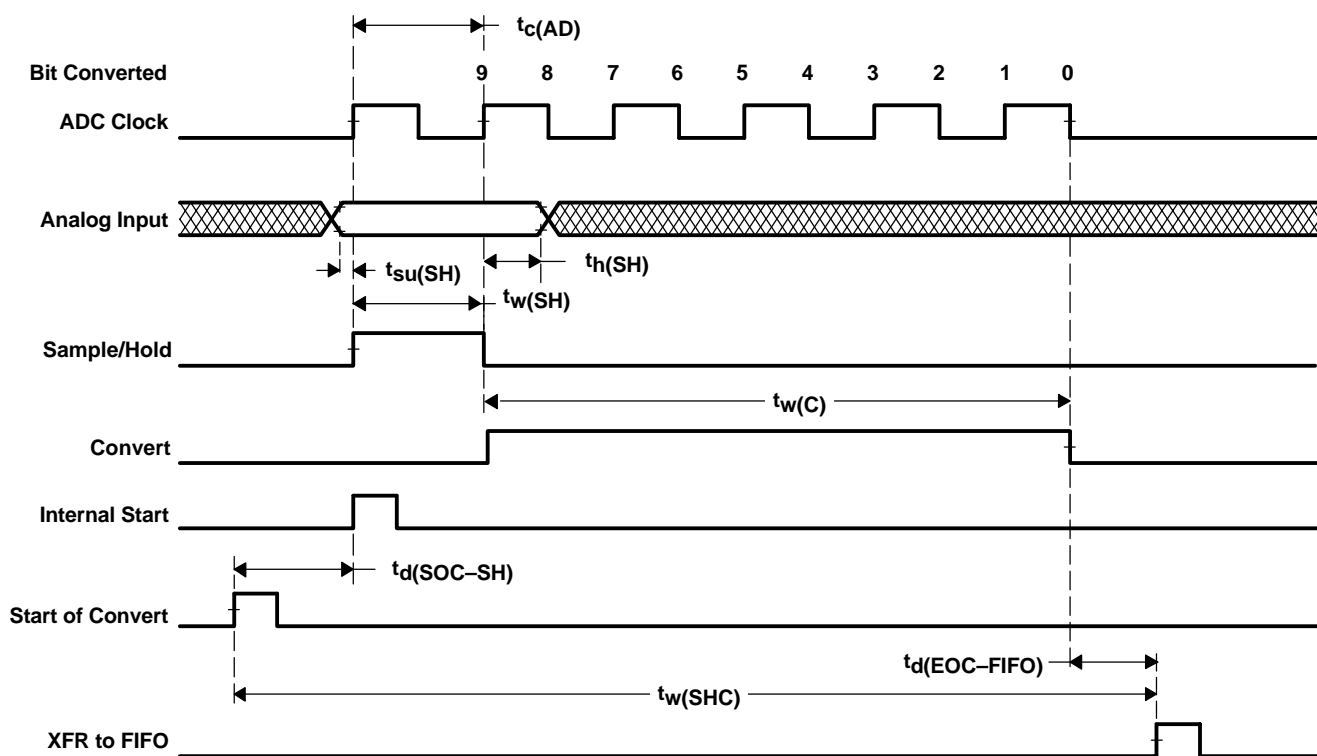 tc(AD)
Bit Converted 9 8 7 6 5 4 3 2 1 0
ADC Clock
Analog Input
tsu(SH) th(SH)
tw(SH)
Sample/Hold
tw(C)
Convert
Internal Start
td(SOC–SH)
Start of Convert
td(EOC–FIFO)
tw(SHC)
XFR to FIFO